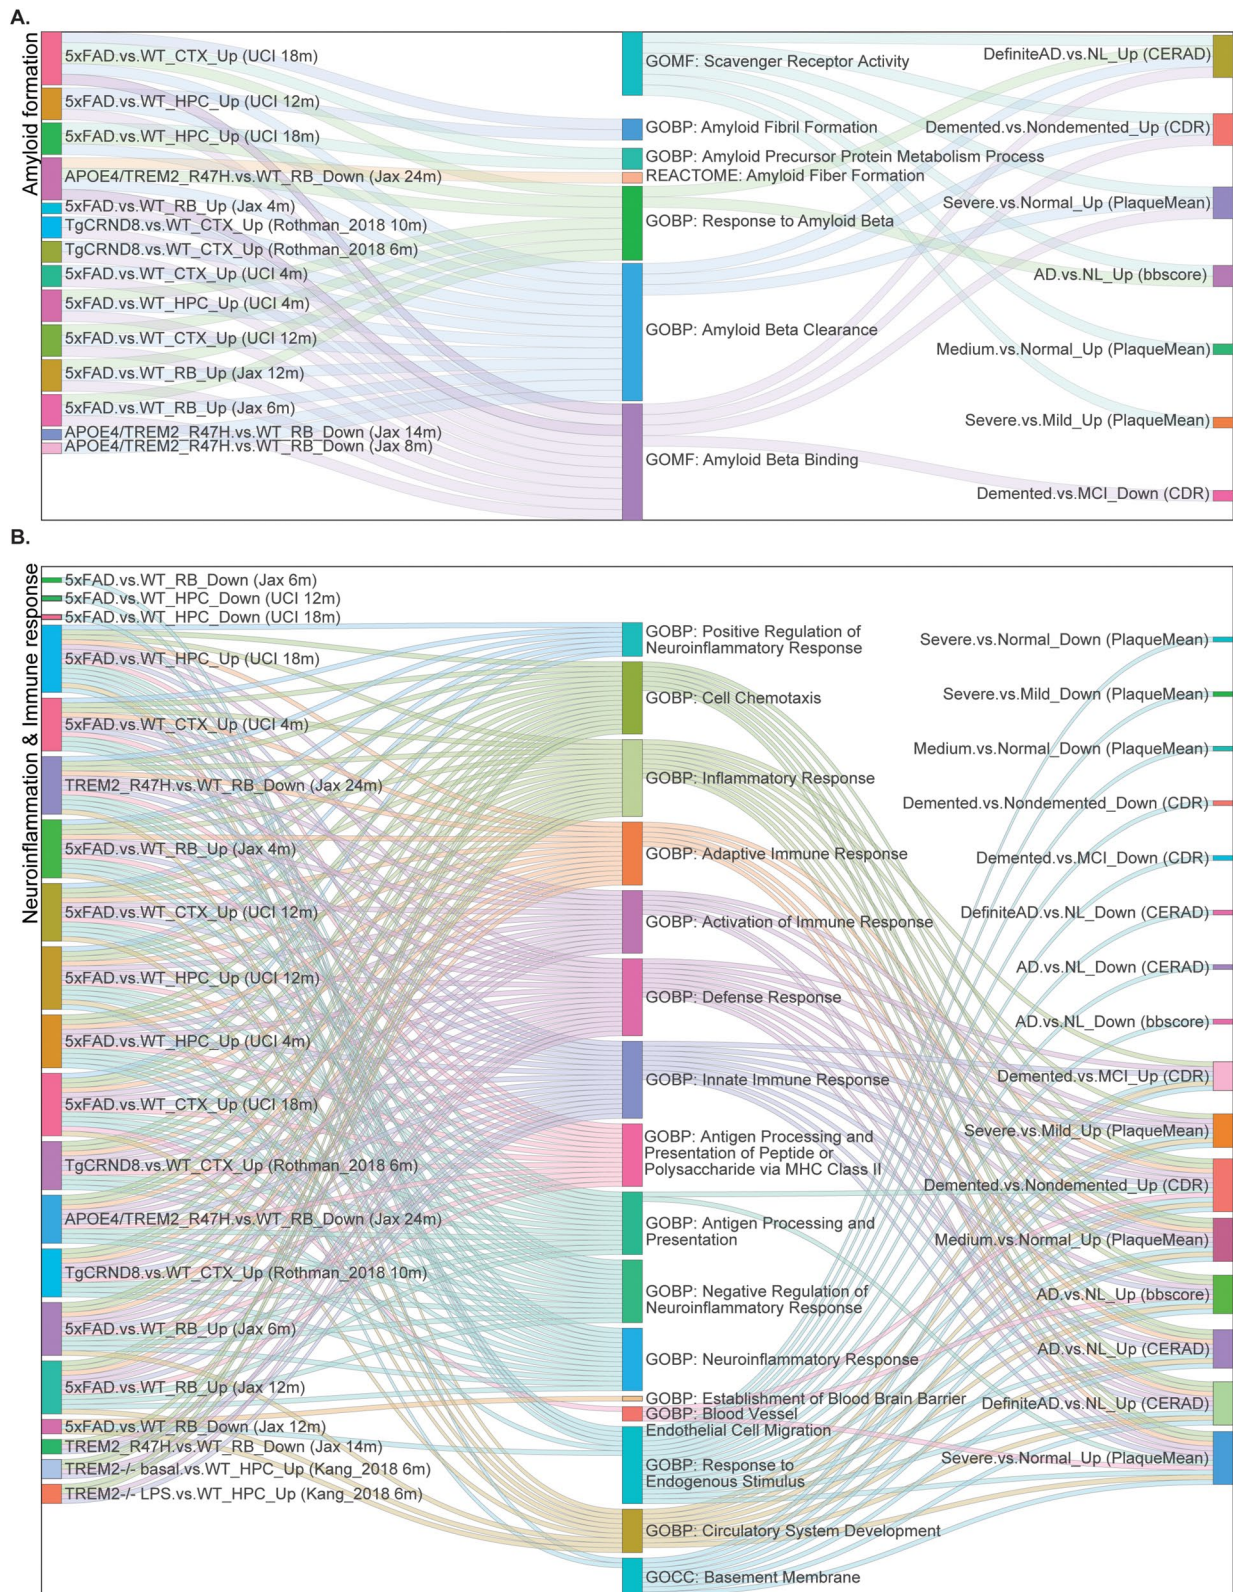 A.
Amyloid formation
5xFAD.vs.WT_CTX_Up (UCI 18m)
5xFAD.vs.WT_HPC_Up (UCI 12m)
5xFAD.vs.WT_HPC_Up (UCI 18m)
APOE4/TREM2_R47H.vs.WT_RB_Down (Jax 24m)
5xFAD.vs.WT_RB_Up (Jax 4m)
TgCRND8.vs.WT_CTX_Up (Rothman_2018 10m)
TgCRND8.vs.WT_CTX_Up (Rothman_2018 6m)
5xFAD.vs.WT_CTX_Up (UCI 4m)
5xFAD.vs.WT_HPC_Up (UCI 4m)
5xFAD.vs.WT_CTX_Up (UCI 12m)
5xFAD.vs.WT_RB_Up (Jax 12m)
5xFAD.vs.WT_RB_Up (Jax 6m)
APOE4/TREM2_R47H.vs.WT_RB_Down (Jax 14m)
APOE4/TREM2_R47H.vs.WT_RB_Down (Jax 8m)
GOMF: Scavenger Receptor Activity
GOBP: Amyloid Fibril Formation
GOBP: Amyloid Precursor Protein Metabolism Process
REACTOME: Amyloid Fiber Formation
GOBP: Response to Amyloid Beta
GOBP: Amyloid Beta Clearance
GOMF: Amyloid Beta Binding
DefiniteAD.vs.NL_Up (CERAD)
Demented.vs.Nondemented_Up (CDR)
Severe.vs.Normal_Up (PlaqueMean)
AD.vs.NL_Up (bbscore)
Medium.vs.Normal_Up (PlaqueMean)
Severe.vs.Mild_Up (PlaqueMean)
Demented.vs.MCI_Down (CDR)
B.
Neuroinflammation & Immune response
5xFAD.vs.WT_RB_Down (Jax 6m)
5xFAD.vs.WT_HPC_Down (UCI 12m)
5xFAD.vs.WT_HPC_Down (UCI 18m)
5xFAD.vs.WT_HPC_Up (UCI 18m)
5xFAD.vs.WT_CTX_Up (UCI 4m)
TREM2_R47H.vs.WT_RB_Down (Jax 24m)
5xFAD.vs.WT_RB_Up (Jax 4m)
5xFAD.vs.WT_CTX_Up (UCI 12m)
5xFAD.vs.WT_HPC_Up (UCI 12m)
5xFAD.vs.WT_HPC_Up (UCI 4m)
5xFAD.vs.WT_CTX_Up (UCI 18m)
TgCRND8.vs.WT_CTX_Up (Rothman_2018 6m)
APOE4/TREM2_R47H.vs.WT_RB_Down (Jax 24m)
TgCRND8.vs.WT_CTX_Up (Rothman_2018 10m)
5xFAD.vs.WT_RB_Up (Jax 6m)
5xFAD.vs.WT_RB_Up (Jax 12m)
5xFAD.vs.WT_RB_Down (Jax 12m)
TREM2_R47H.vs.WT_RB_Down (Jax 14m)
TREM2-/- basal.vs.WT_HPC_Up (Kang_2018 6m)
TREM2-/- LPS.vs.WT_HPC_Up (Kang_2018 6m)
GOBP: Positive Regulation of
Neuroinflammatory Response
GOBP: Cell Chemotaxis
GOBP: Inflammatory Response
GOBP: Adaptive Immune Response
GOBP: Activation of Immune Response
GOBP: Defense Response
GOBP: Innate Immune Response
GOBP: Antigen Processing and
Presentation of Peptide or
Polysaccharide via MHC Class II
GOBP: Antigen Processing and
Presentation
GOBP: Negative Regulation of
Neuroinflammatory Response
GOBP: Neuroinflammatory Response
GOBP: Establishment of Blood Brain Barrier
GOBP: Blood Vessel
Endothelial Cell Migration
GOBP: Response to
Endogenous Stimulus
GOBP: Circulatory System Development
GOCC: Basement Membrane
Severe.vs.Normal_Down (PlaqueMean)
Severe.vs.Mild_Down (PlaqueMean)
Medium.vs.Normal_Down (PlaqueMean)
Demented.vs.Nondemented_Down (CDR)
Demented.vs.MCI_Down (CDR)
DefiniteAD.vs.NL_Down (CERAD)
AD.vs.NL_Down (CERAD)
AD.vs.NL_Down (bbscore)
Demented.vs.MCI_Up (CDR)
Severe.vs.Mild_Up (PlaqueMean)
Demented.vs.Nondemented_Up (CDR)
Medium.vs.Normal_Up (PlaqueMean)
AD.vs.NL_Up (bbscore)
AD.vs.NL_Up (CERAD)
DefiniteAD.vs.NL_Up (CERAD)
Severe.vs.Normal_Up (PlaqueMean)